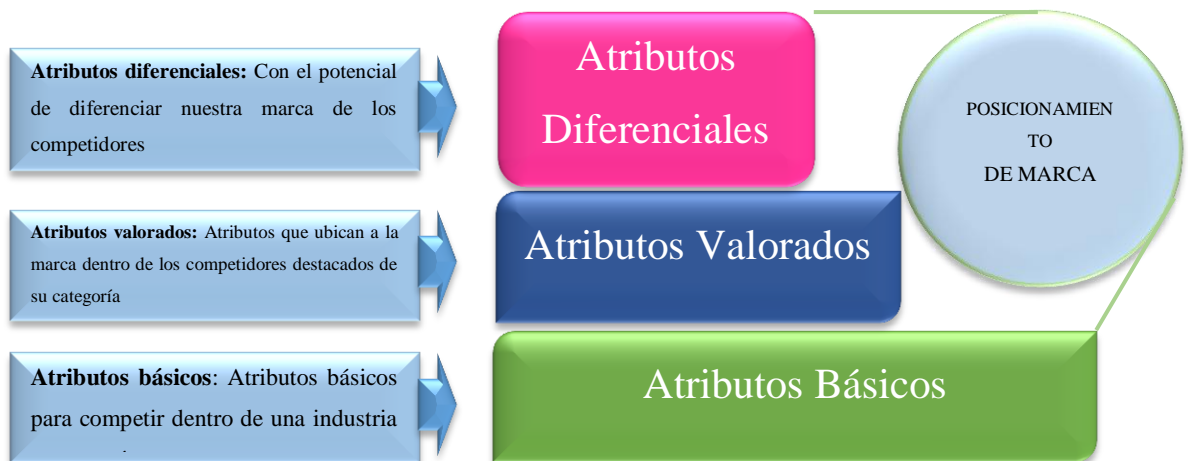 Atributos diferenciales: Con el potencial
de diferenciar nuestra marca de los
competidores
Atributos
Diferenciales
POSICIONAMIEN
TO
DE MARCA
Atributos valorados: Atributos que ubican a la
marca dentro de los competidores destacados de
su categoría
Atributos Valorados
Atributos básicos: Atributos básicos
para competir dentro de una industria
Atributos Básicos